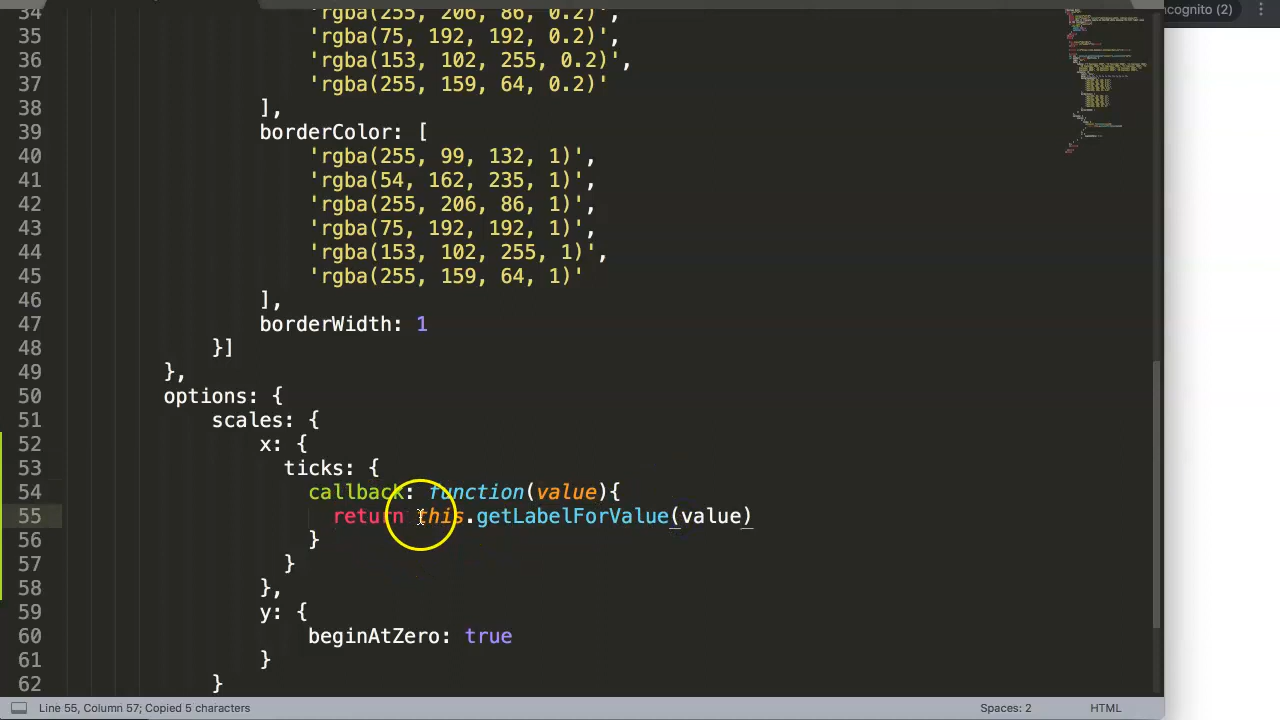 34 'rgba(255, 206, 86, 0.2)',
35 'rgba(75, 192, 192, 0.2)',
36 'rgba(153, 102, 255, 0.2)',
37 'rgba(255, 159, 64, 0.2)'
38 ],
39 borderColor: [
40 'rgba(255, 99, 132, 1)',
41 'rgba(54, 162, 235, 1)',
42 'rgba(255, 206, 86, 1)',
43 'rgba(75, 192, 192, 1)',
44 'rgba(153, 102, 255, 1)',
45 'rgba(255, 159, 64, 1)'
46 ],
47 borderWidth: 1
48 }]
49 },
50 options: {
51 scales: {
52 x: {
53 ticks: {
54 callback: function(value){
55 return this.getLabelForValue(value)
56 }
57 }
58 },
59 y: {
60 beginAtZero: true
61 }
62 }
Line 55, Column 57; Copied 5 characters
Spaces: 2
HTML
cognito (2)